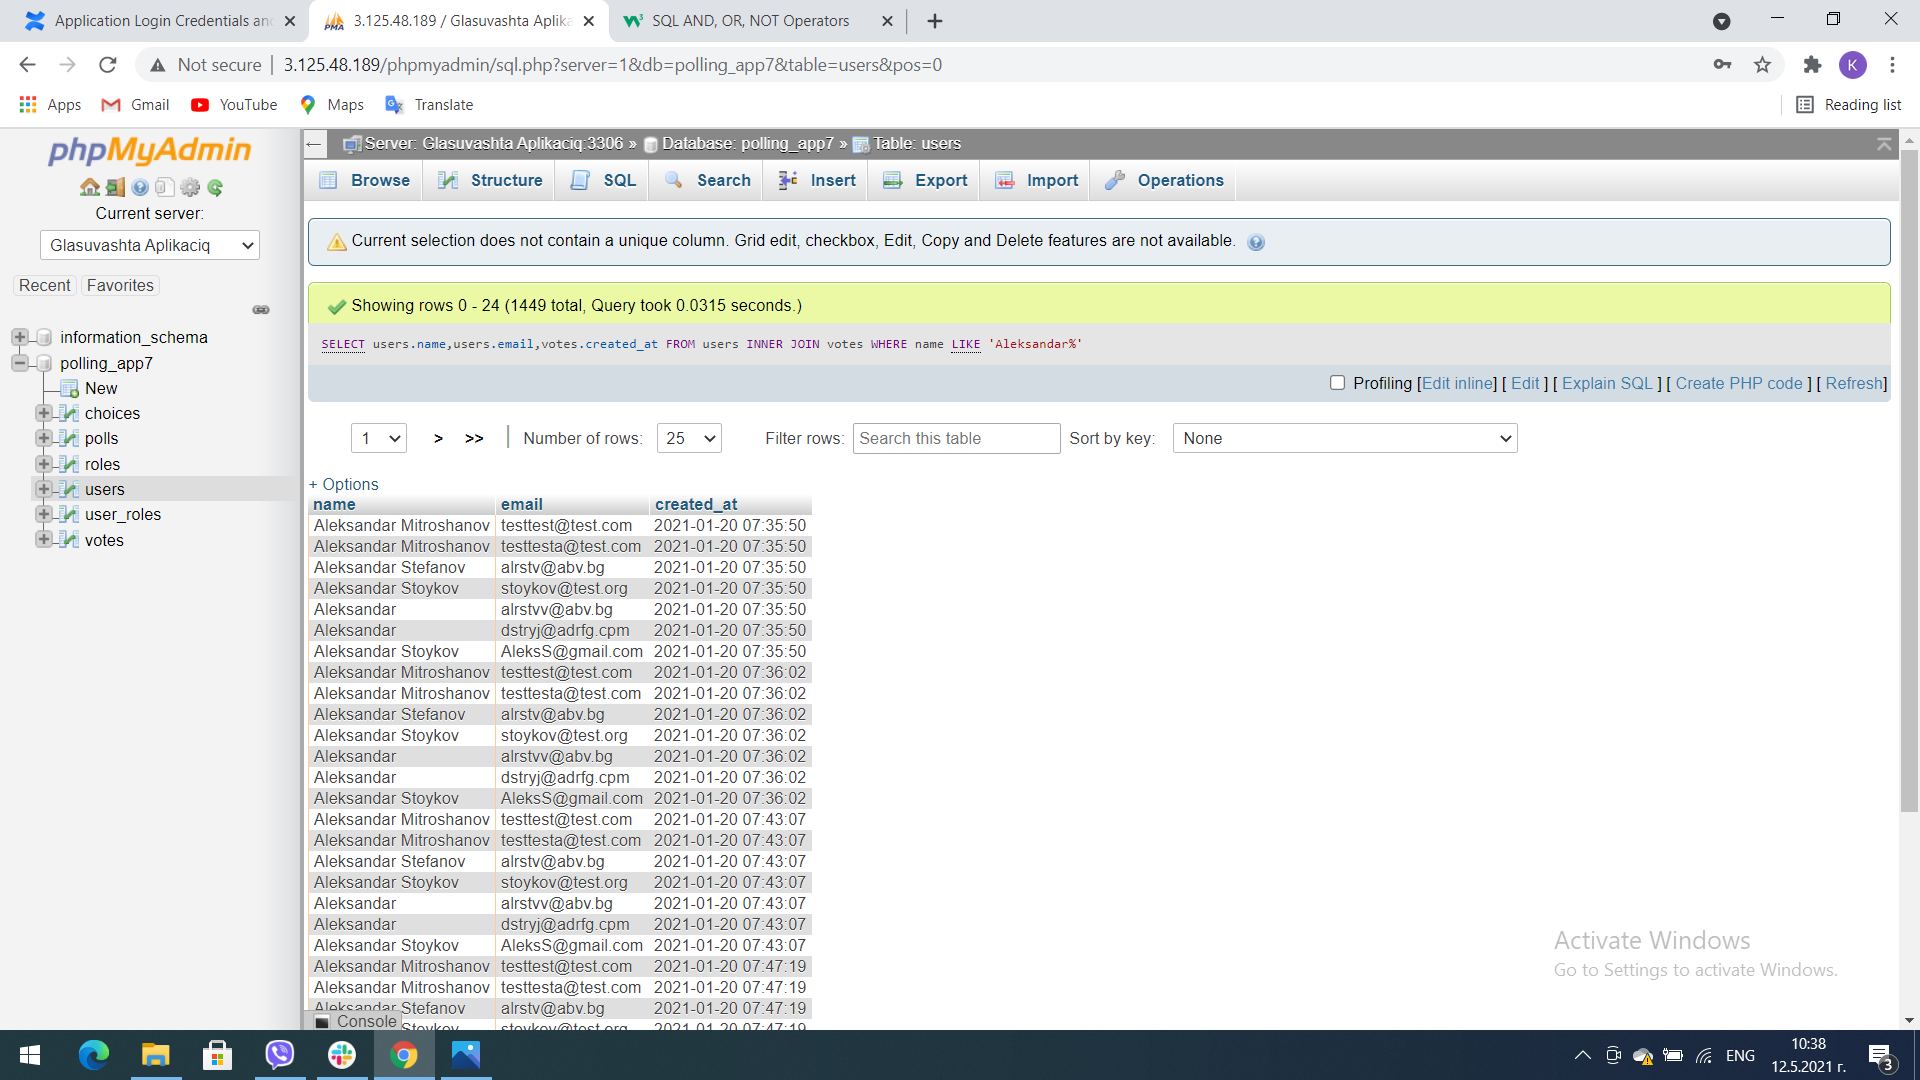 Application Login Credentials an
3.125.48.189 / Glasuvashta Aplika
SQL AND, OR, NOT Operators
Not secure
3.125.48.189/phpmyadmin/sql.php?server=1&db=polling_app7&table=users&pos=0
K
Apps
Gmail
YouTube
Maps
Translate
Reading list
phpMyAdmin
Current server:
Glasuvashta Aplikaciq
Recent
Favorites
information_schema
polling_app7
New
choices
polls
roles
users
user_roles
votes
Server: Glasuvashta Aplikaciq:3306 » Database: polling_app7 » Table: users
Browse
Structure
SQL
Search
Insert
Export
Import
Operations
Current selection does not contain a unique column. Grid edit, checkbox, Edit, Copy and Delete features are not available.
Showing rows 0 - 24 (1449 total, Query took 0.0315 seconds.)
SELECT users.name,users.email,votes.created_at FROM users INNER JOIN votes WHERE name LIKE 'Aleksandar%'
Profiling [Edit inline] [ Edit ] [ Explain SQL ] [ Create PHP code ] [ Refresh]
1 > >> Number of rows: 25 Filter rows: Search this table Sort by key: None
+ Options
name email created_at
Aleksandar Mitroshanov testtest@test.com 2021-01-20 07:35:50
Aleksandar Mitroshanov testtesta@test.com 2021-01-20 07:35:50
Aleksandar Stefanov alrstv@abv.bg 2021-01-20 07:35:50
Aleksandar Stoykov stoykov@test.org 2021-01-20 07:35:50
Aleksandar alrstvv@abv.bg 2021-01-20 07:35:50
Aleksandar dstryj@adrfg.cpm 2021-01-20 07:35:50
Aleksandar Stoykov AleksS@gmail.com 2021-01-20 07:35:50
Aleksandar Mitroshanov testtest@test.com 2021-01-20 07:36:02
Aleksandar Mitroshanov testtesta@test.com 2021-01-20 07:36:02
Aleksandar Stefanov alrstv@abv.bg 2021-01-20 07:36:02
Aleksandar Stoykov stoykov@test.org 2021-01-20 07:36:02
Aleksandar alrstvv@abv.bg 2021-01-20 07:36:02
Aleksandar dstryj@adrfg.cpm 2021-01-20 07:36:02
Aleksandar Stoykov AleksS@gmail.com 2021-01-20 07:36:02
Aleksandar Mitroshanov testtest@test.com 2021-01-20 07:43:07
Aleksandar Mitroshanov testtesta@test.com 2021-01-20 07:43:07
Aleksandar Stefanov alrstv@abv.bg 2021-01-20 07:43:07
Aleksandar Stoykov stoykov@test.org 2021-01-20 07:43:07
Aleksandar alrstvv@abv.bg 2021-01-20 07:43:07
Aleksandar dstryj@adrfg.cpm 2021-01-20 07:43:07
Aleksandar Stoykov AleksS@gmail.com 2021-01-20 07:43:07
Aleksandar Mitroshanov testtest@test.com 2021-01-20 07:47:19
Aleksandar Mitroshanov testtesta@test.com 2021-01-20 07:47:19
Aleksandar Stefanov alrstv@abv.bg 2021-01-20 07:47:19
Stoykov stoykov@test.org 2021-01-20 07:47:19
Console
Activate Windows
Go to Settings to activate Windows.
ENG
10:38
12.5.2021 г.
3